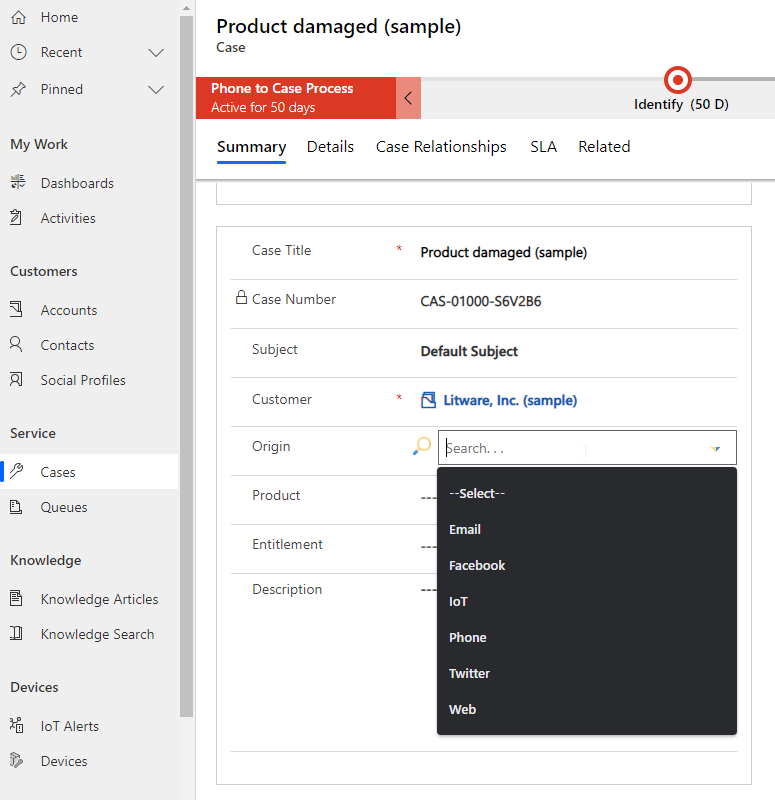 Home
Recent
Pinned
My Work
Dashboards
Activities
Customers
Accounts
Contacts
Social Profiles
Service
Cases
Queues
Knowledge
Knowledge Articles
Knowledge Search
Devices
IoT Alerts
Devices
Product damaged (sample)
Case
Phone to Case Process
Active for 50 days
Identify (50 D)
Summary Details Case Relationships SLA Related
Case Title * Product damaged (sample)
Case Number CAS-01000-S6V2B6
Subject Default Subject
Customer * Litware, Inc. (sample)
Origin Search. . .
Product ---
Entitlement ---
Description ---
--Select--
Email
Facebook
IoT
Phone
Twitter
Web